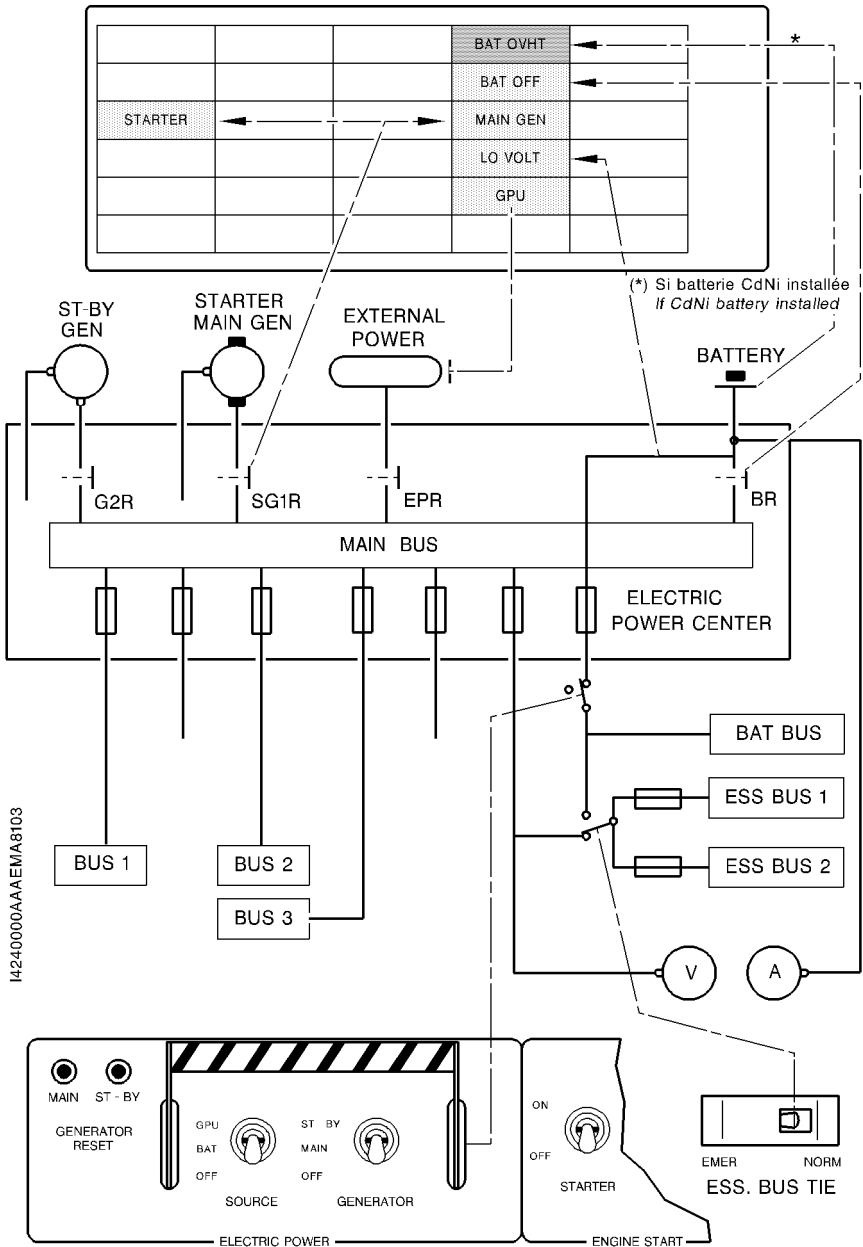 BAT OVHT
*
BAT OFF
STARTER
MAIN GEN
LO VOLT
GPU
(*) Si batterie CdNi installée
If CdNi battery installed
ST-BY
GEN
STARTER
MAIN GEN
EXTERNAL
POWER
BATTERY
G2R
SG1R
EPR
BR
MAIN BUS
ELECTRIC
POWER CENTER
BAT BUS
ESS BUS 1
ESS BUS 2
BUS 1
BUS 2
BUS 3
V
A
I4240000AAAEMA8103
MAIN
ST - BY
GENERATOR
RESET
GPU
BAT
OFF
SOURCE
ST BY
MAIN
OFF
GENERATOR
ELECTRIC POWER
ON
OFF
STARTER
ENGINE START
EMER
NORM
ESS. BUS TIE